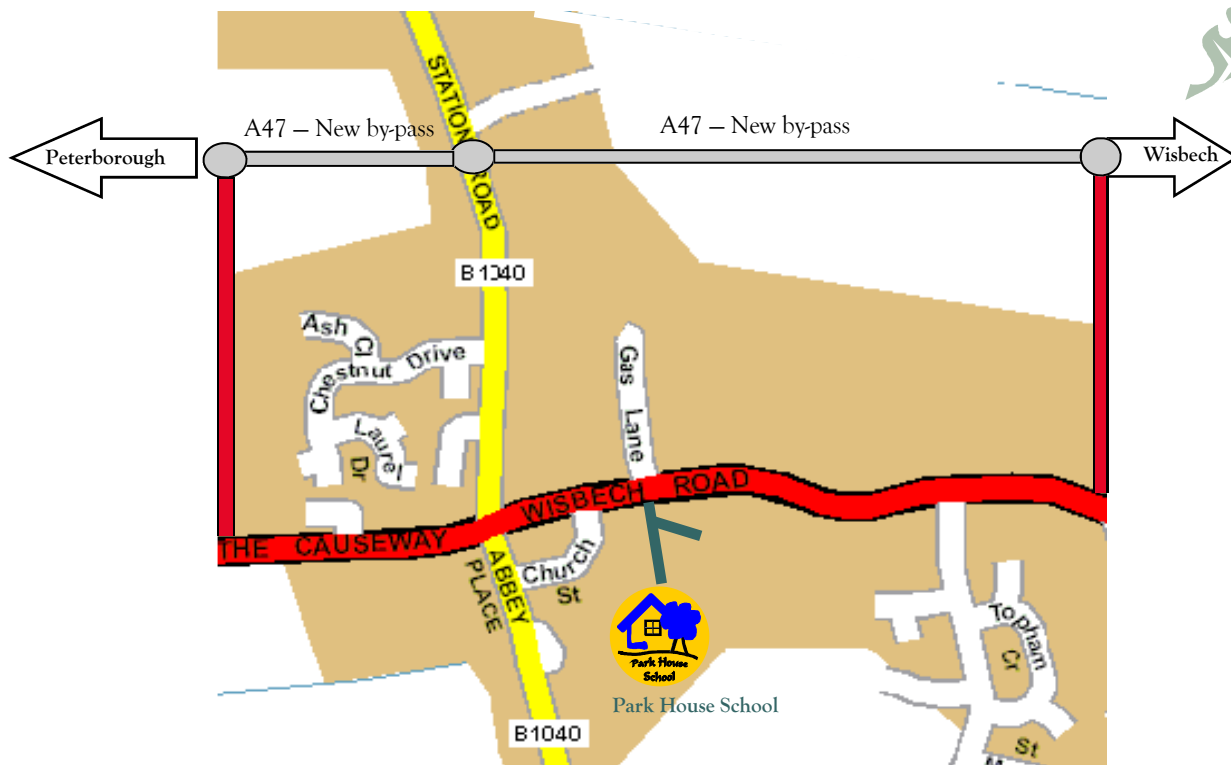 STATION ROAD
A47 – New by-pass
A47 – New by-pass
Peterborough
Wisbech
B1040
Ash Cl
Chestnut Drive
Gas Lane
Laurel Dr
WISBECH ROAD
THE CAUSEWAY
Church St
ABBEY PLACE
Topham Cr
Park House
School
Park House School
B1040
St